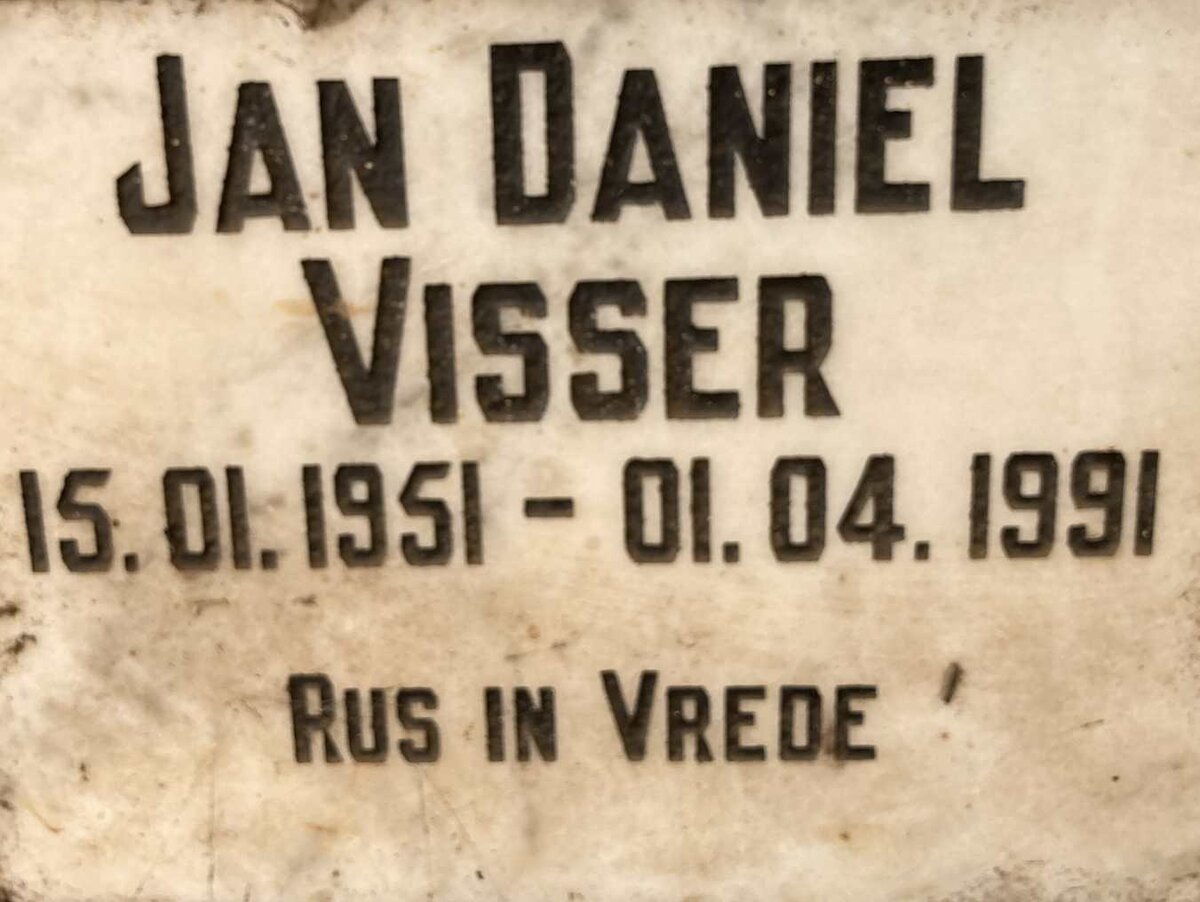 JAN DANIEL
VISSER
15.01.1951 - 01.04.1991
RUS IN VREDE